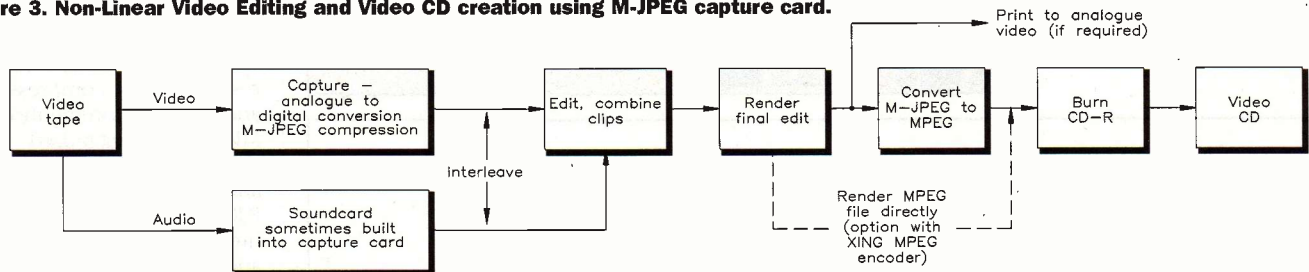 re 3. Non-Linear Video Editing and Video CD creation using M-JPEG capture card.
Print to analogue
video (if required)
Video
tape
Video
Capture –
analogue to
digital conversion
M–JPEG compression
Edit, combine
clips
Render
final edit
Convert
M–JPEG to
MPEG
Burn
CD–R
Video
CD
Interleave
Audio
Soundcard
sometimes built
into capture card
Render MPEG
file directly
(option with
XING MPEG
encoder)